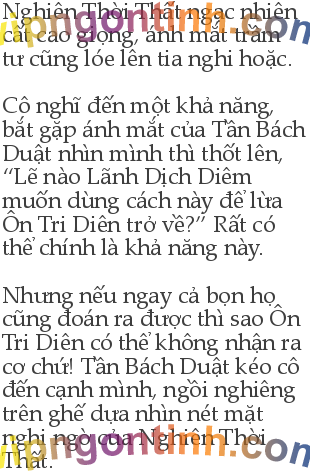 Nghiên Thời Thất ngạc nhiên
cất cao giọng, ánh mắt trầm
tư cũng lóe lên tia nghi hoặc.
Cô nghĩ đến một khả năng,
bắt gặp ánh mắt của Tần Bách
Duật nhìn mình thì thốt lên,
“Lẽ nào Lãnh Dịch Diêm
muốn dùng cách này để lừa
Ôn Tri Diên trở về?” Rất có
thể chính là khả năng này.
Nhưng nếu ngay cả bọn họ
cũng đoán ra được thì sao Ôn
Tri Diên có thể không nhận ra
cơ chứ! Tần Bách Duật kéo cô
đến cạnh mình, ngồi nghiêng
trên ghế dựa nhìn nét mặt
nghi ngờ của Nghiên Thời
Thất.
vipngontinh.com
vipngontinh.com